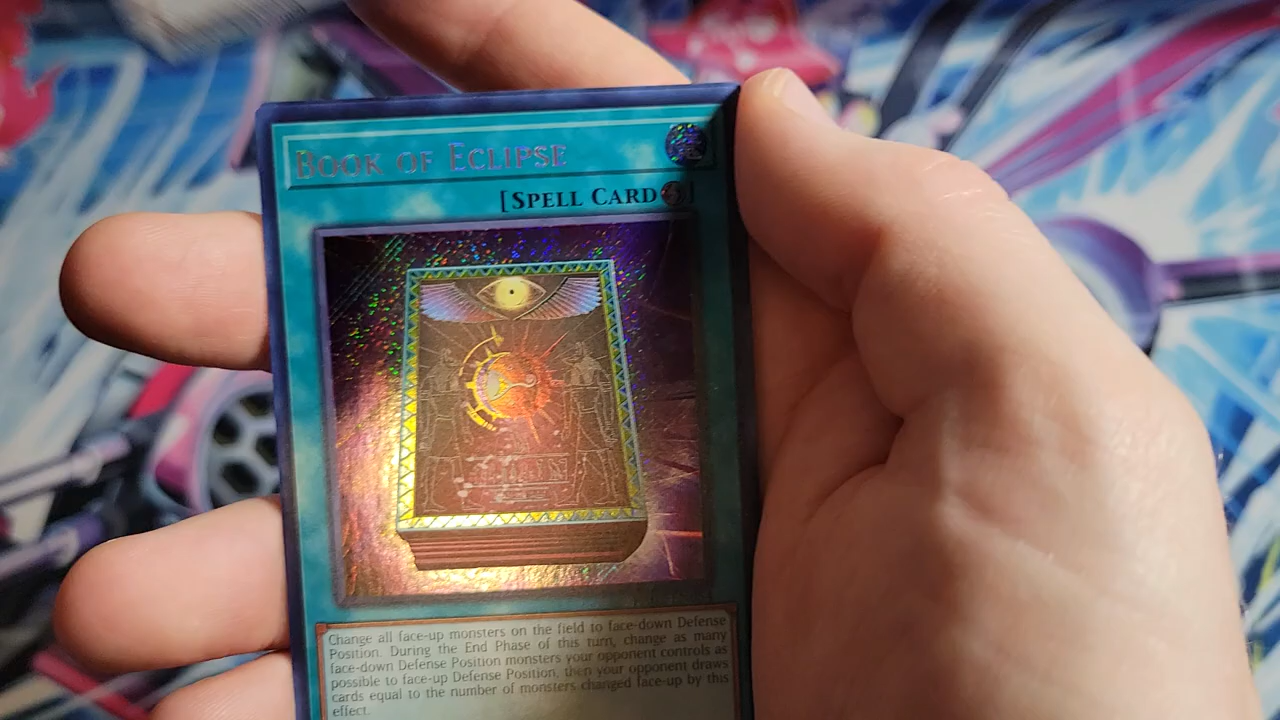 BOOK OF ECLIPSE
[SPELL CARD ]
Change all face-up monsters on the field to face-down Defense
Position. During the End Phase of this turn, change as many
face-down Defense Position monsters your opponent controls as
possible to face-up Defense Position, then your opponent draws
cards equal to the number of monsters changed face-up by this
effect.